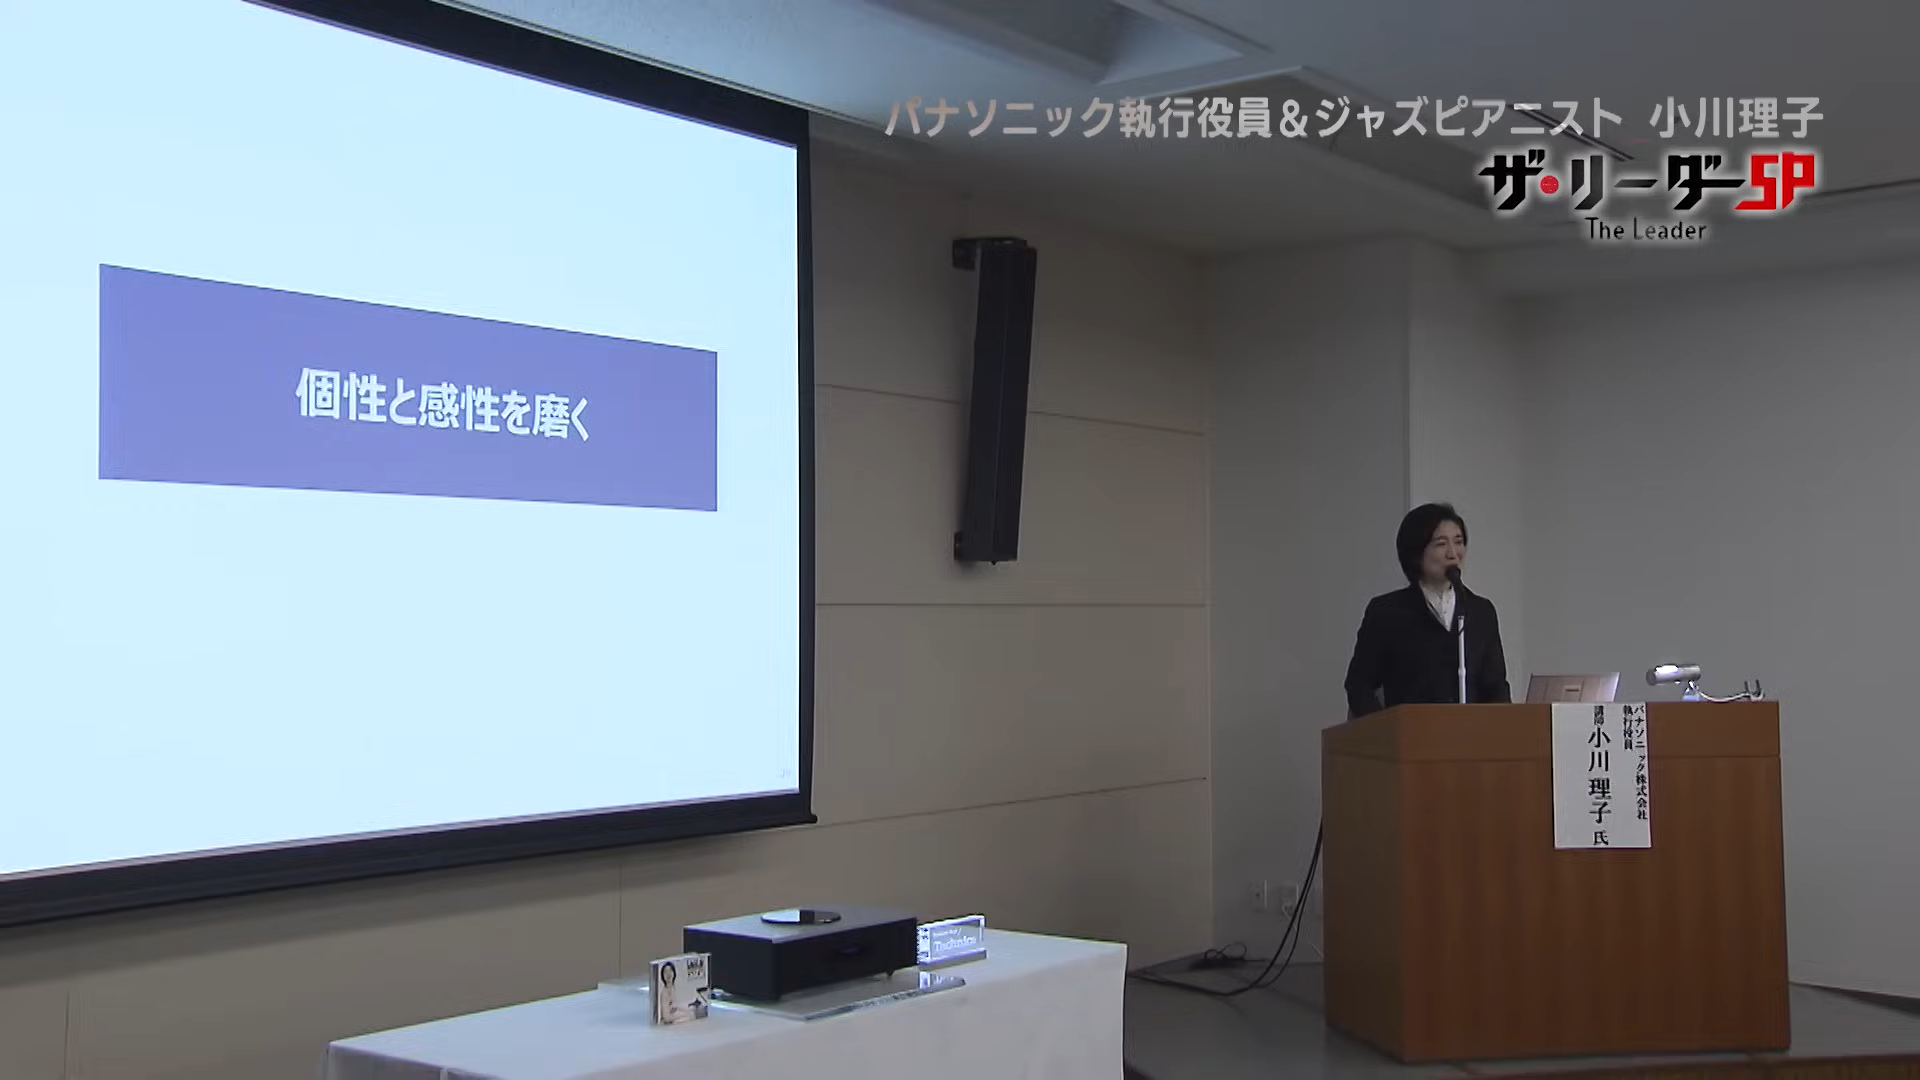 パナソニック執行役員&ジャズピアニスト 小川理子
ザ・リーダーSP
The Leader
個性と感性を磨く
パナソニック株式会社
執行役員
講師 小川理子 氏
Technics